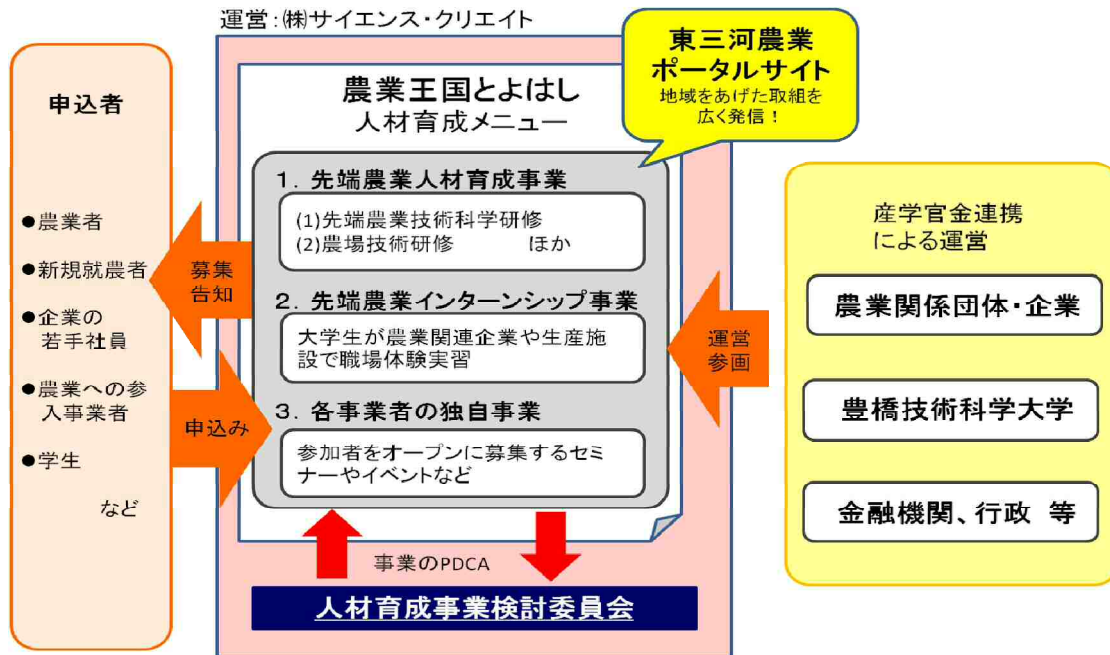 運営:㈱サイエンス・クリエイト
東三河農業
ポータルサイト
地域をあげた取組を
広く発信！
申込者
●農業者
●新規就農者
●企業の
若手社員
●農業への参
入事業者
●学生
など
募集
告知
申込み
農業王国とよはし
人材育成メニュー
1．先端農業人材育成事業
(1)先端農業技術科学研修
(2)農場技術研修　　　ほか
2．先端農業インターンシップ事業
大学生が農業関連企業や生産施
設で職場体験実習
3．各事業者の独自事業
参加者をオープンに募集するセミ
ナーやイベントなど
事業のPDCA
人材育成事業検討委員会
運営
参画
産学官金連携
による運営
農業関係団体・企業
豊橋技術科学大学
金融機関、行政 等